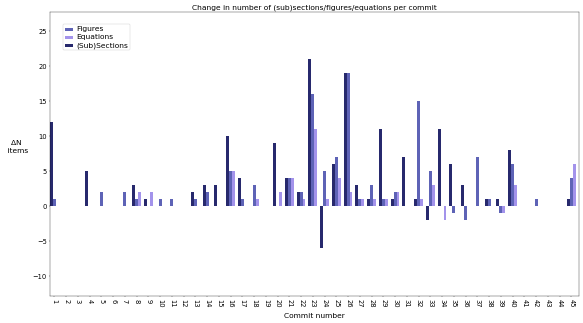 Change in number of (sub)sections/figures/equations per commit
Figures
Equations
(Sub)Sections
25
20
15
10
5
0
−5
−10
ΔN
items
1 2 3 4 5 6 7 8 9 10 11 12 13 14 15 16 17 18 19 20 21 22 23 24 25 26 27 28 29 30 31 32 33 34 35 36 37 38 39 40 41 42 43 44 45
Commit number